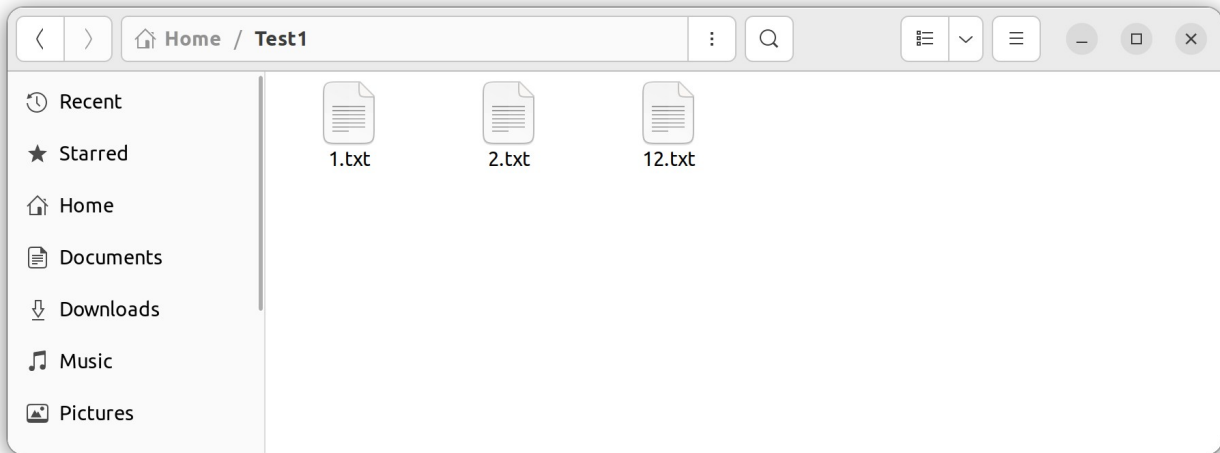 Home / Test1
Recent
Starred
Home
Documents
Downloads
Music
Pictures
1.txt
2.txt
12.txt